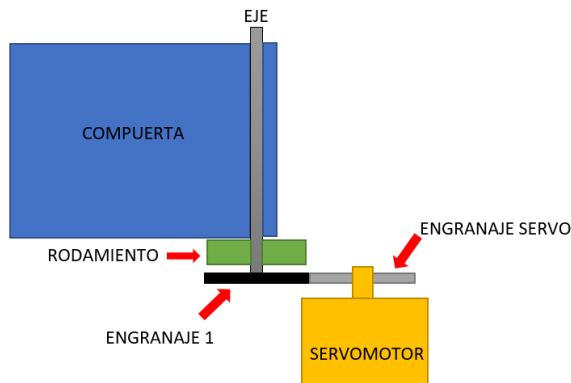 EJE
COMPUERTA
ENGRANAJE SERVO
RODAMIENTO
ENGRANAJE 1
SERVOMOTOR